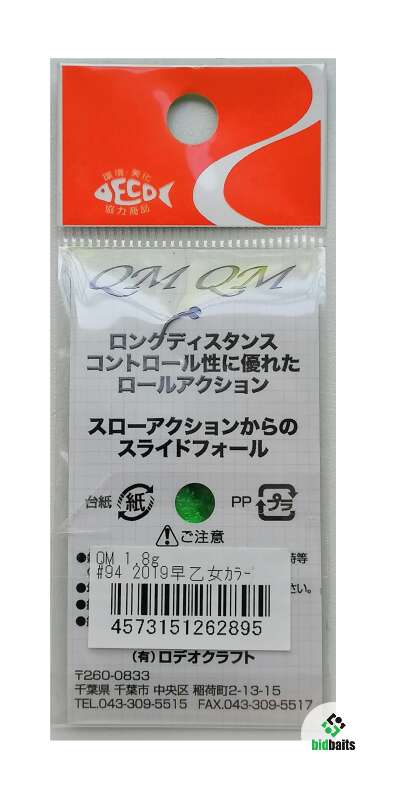 環境・美化
ECO
協力商品
QM QM
ロングディスタンス
コントロール性に優れた
ロールアクション
スローアクションからの
スライドフォール
台紙 紙 PP プラ
ご注意
特等
さい。
QM 1.8g
#94 2019早乙女ｶﾗｰ
4573151262895
(有)ロデオクラフト
〒260-0833
千葉県 千葉市 中央区 稲荷町2-13-15
TEL.043-309-5515 FAX.043-309-5517
bidbaits